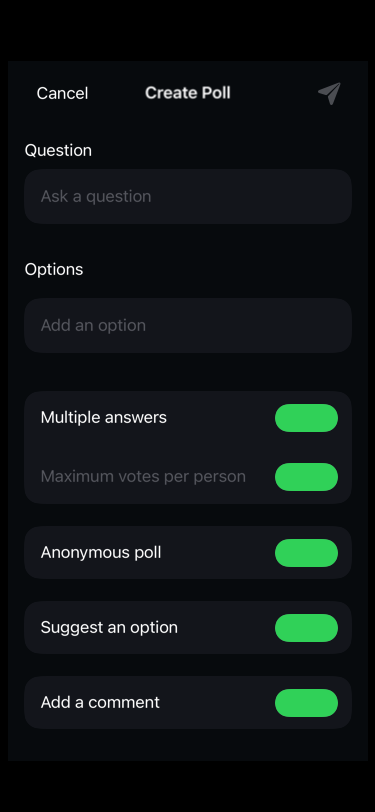 Cancel
Create Poll
Question
Ask a question
Options
Add an option
Multiple answers
Maximum votes per person
Anonymous poll
Suggest an option
Add a comment